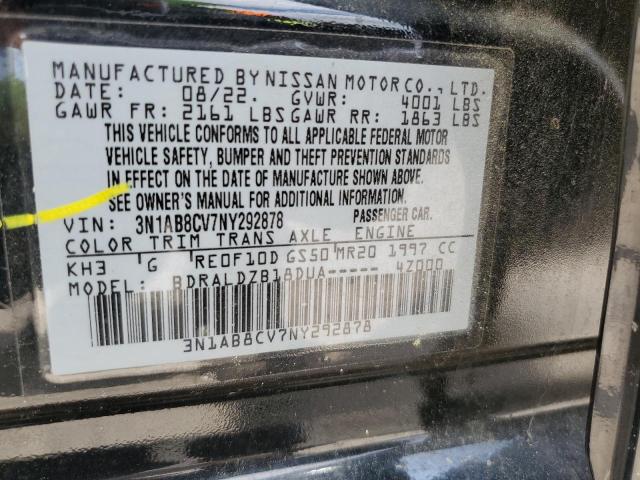 MANUFACTURED BY NISSAN MOTOR CO., LTD.
DATE: 08/22. GVWR: 4001 LBS
GAWR FR: 2161 LBS GAWR RR: 1863 LBS
THIS VEHICLE CONFORMS TO ALL APPLICABLE FEDERAL MOTOR
VEHICLE SAFETY, BUMPER AND THEFT PREVENTION STANDARDS
IN EFFECT ON THE DATE OF MANUFACTURE SHOWN ABOVE.
SEE OWNER'S MANUAL FOR ADDITIONAL INFORMATION.
VIN: 3N1AB8CV7NY292878 PASSENGER CAR.
COLOR TRIM TRANS AXLE ENGINE
KH3 G RE0F10D GS50 MR20 1997 CC
MODEL: BDRALDZB18DUA----- 4Z000
3N1AB8CV7NY292878